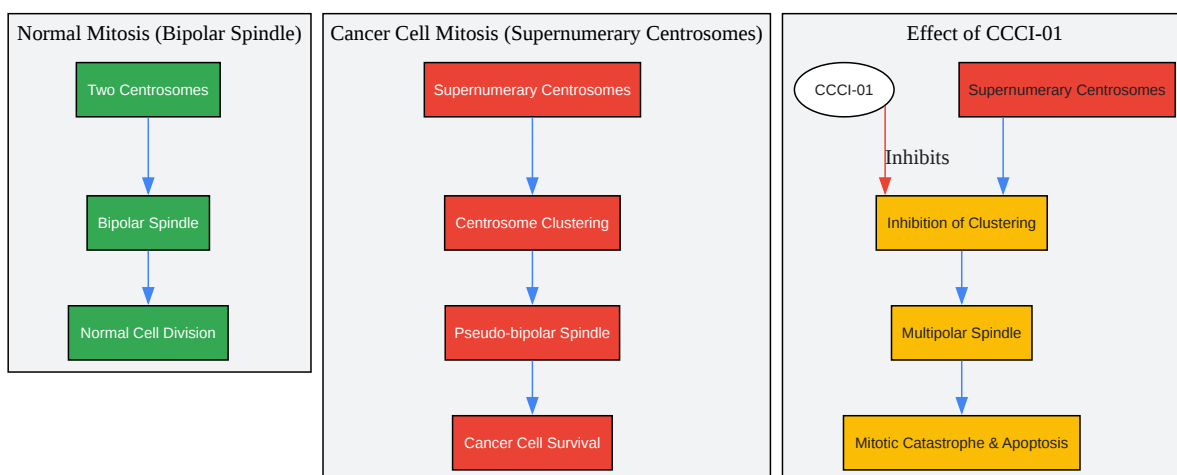 Normal Mitosis (Bipolar Spindle)
Two Centrosomes
Bipolar Spindle
Normal Cell Division
Cancer Cell Mitosis (Supernumerary Centrosomes)
Supernumerary Centrosomes
Centrosome Clustering
Pseudo-bipolar Spindle
Cancer Cell Survival
Effect of CCCI-01
CCCI-01
Supernumerary Centrosomes
Inhibits
Inhibition of Clustering
Multipolar Spindle
Mitotic Catastrophe & Apoptosis